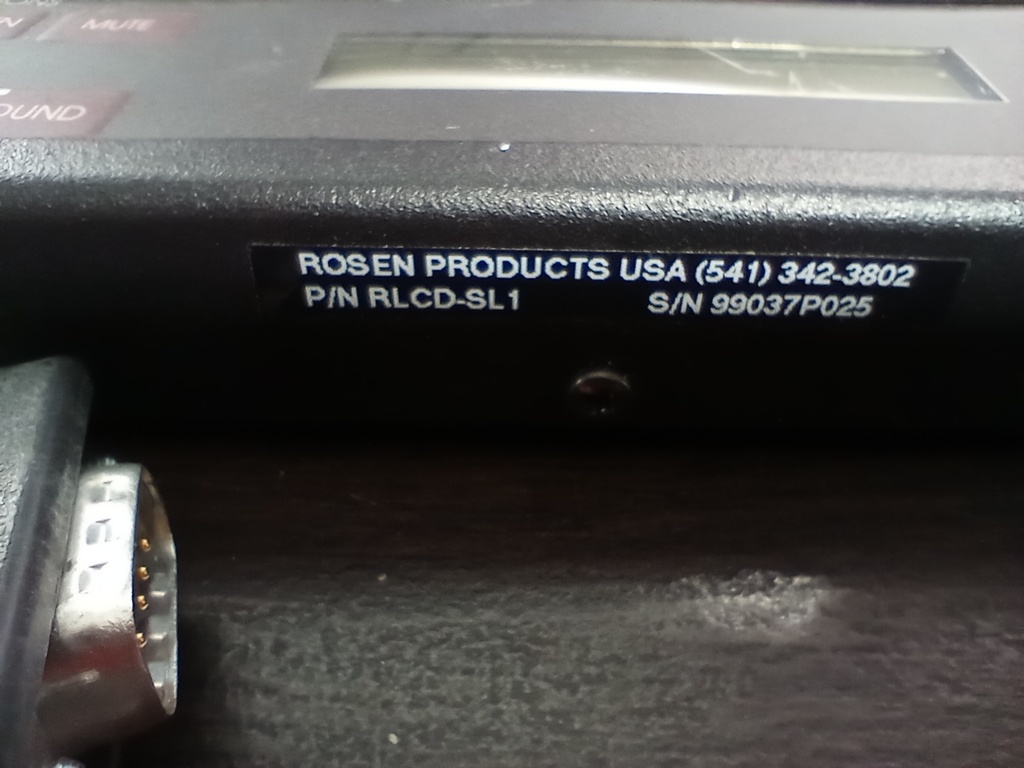 MUTE
OUND
ROSEN PRODUCTS USA (541) 342-3802
P/N RLCD-SL1 S/N 99037P025